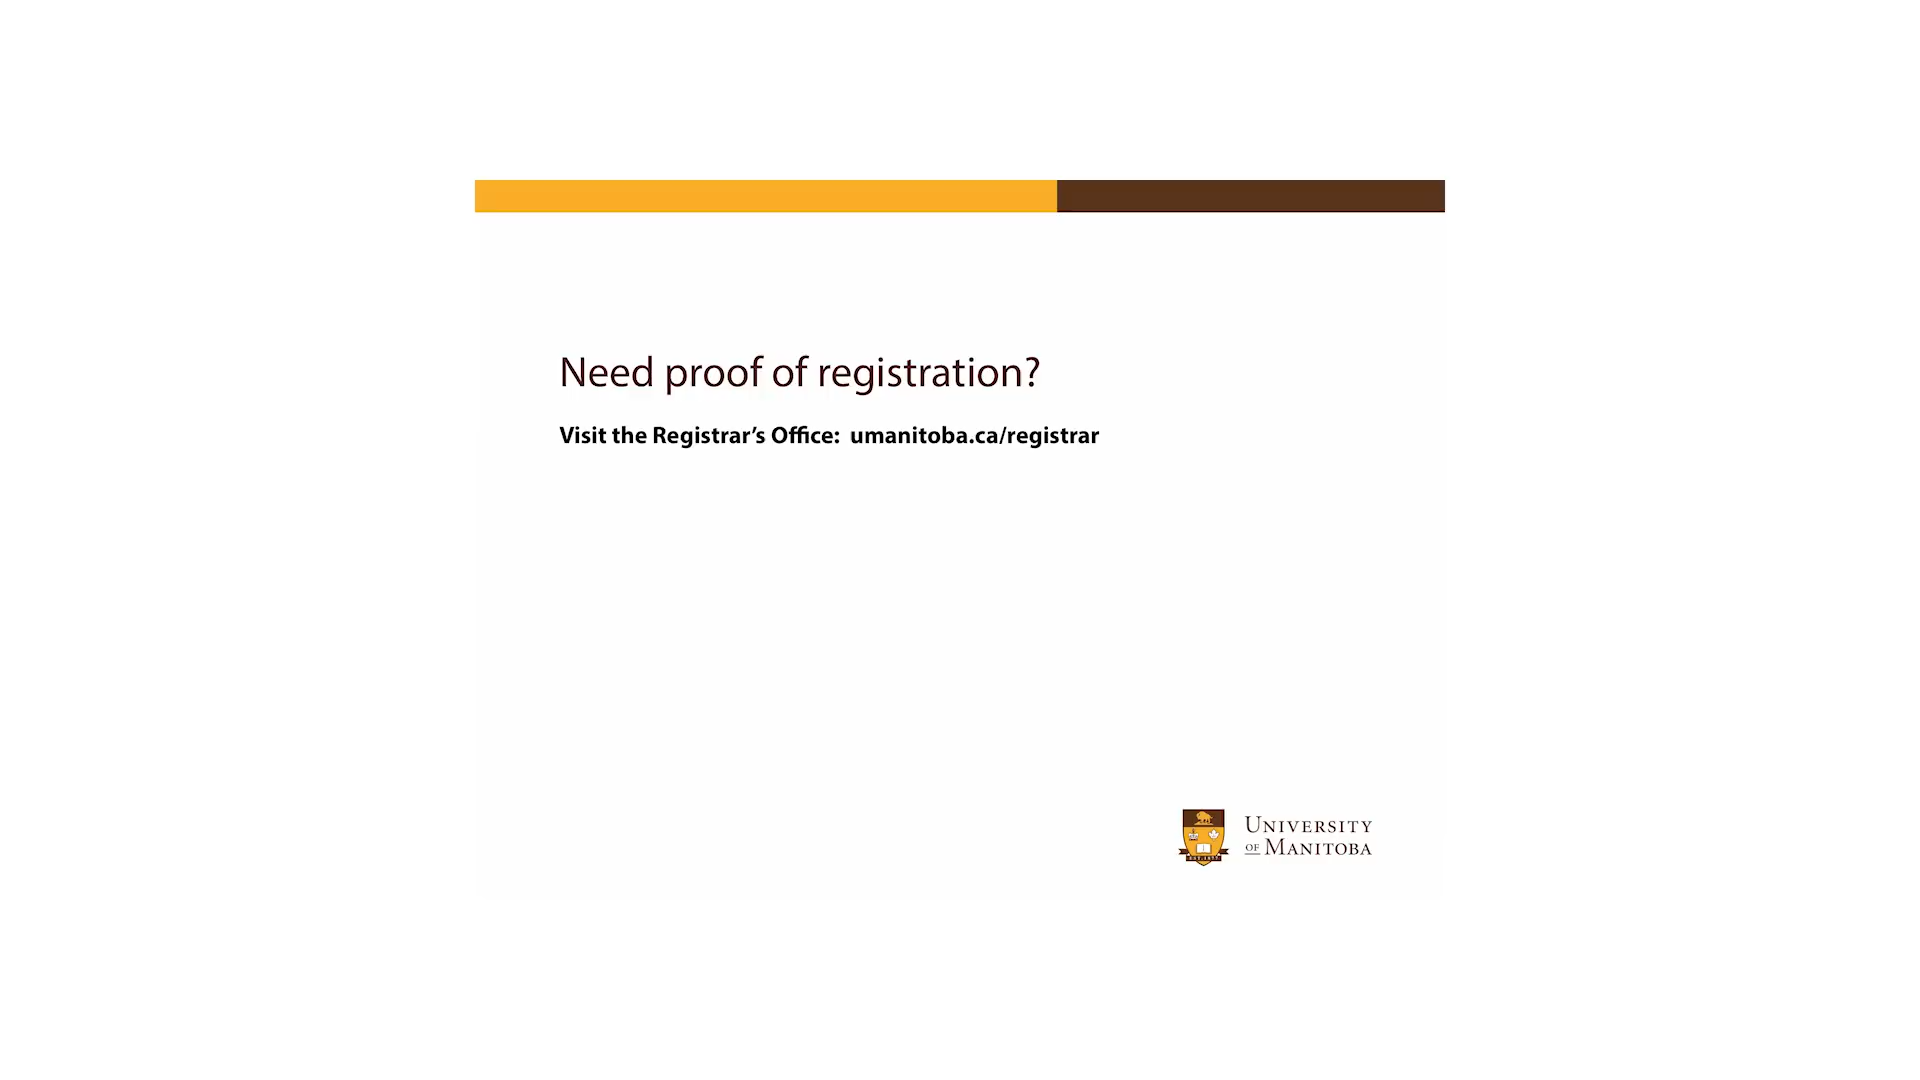 Need proof of registration?
Visit the Registrar’s Office:  umanitoba.ca/registrar
UNIVERSITY
OF MANITOBA